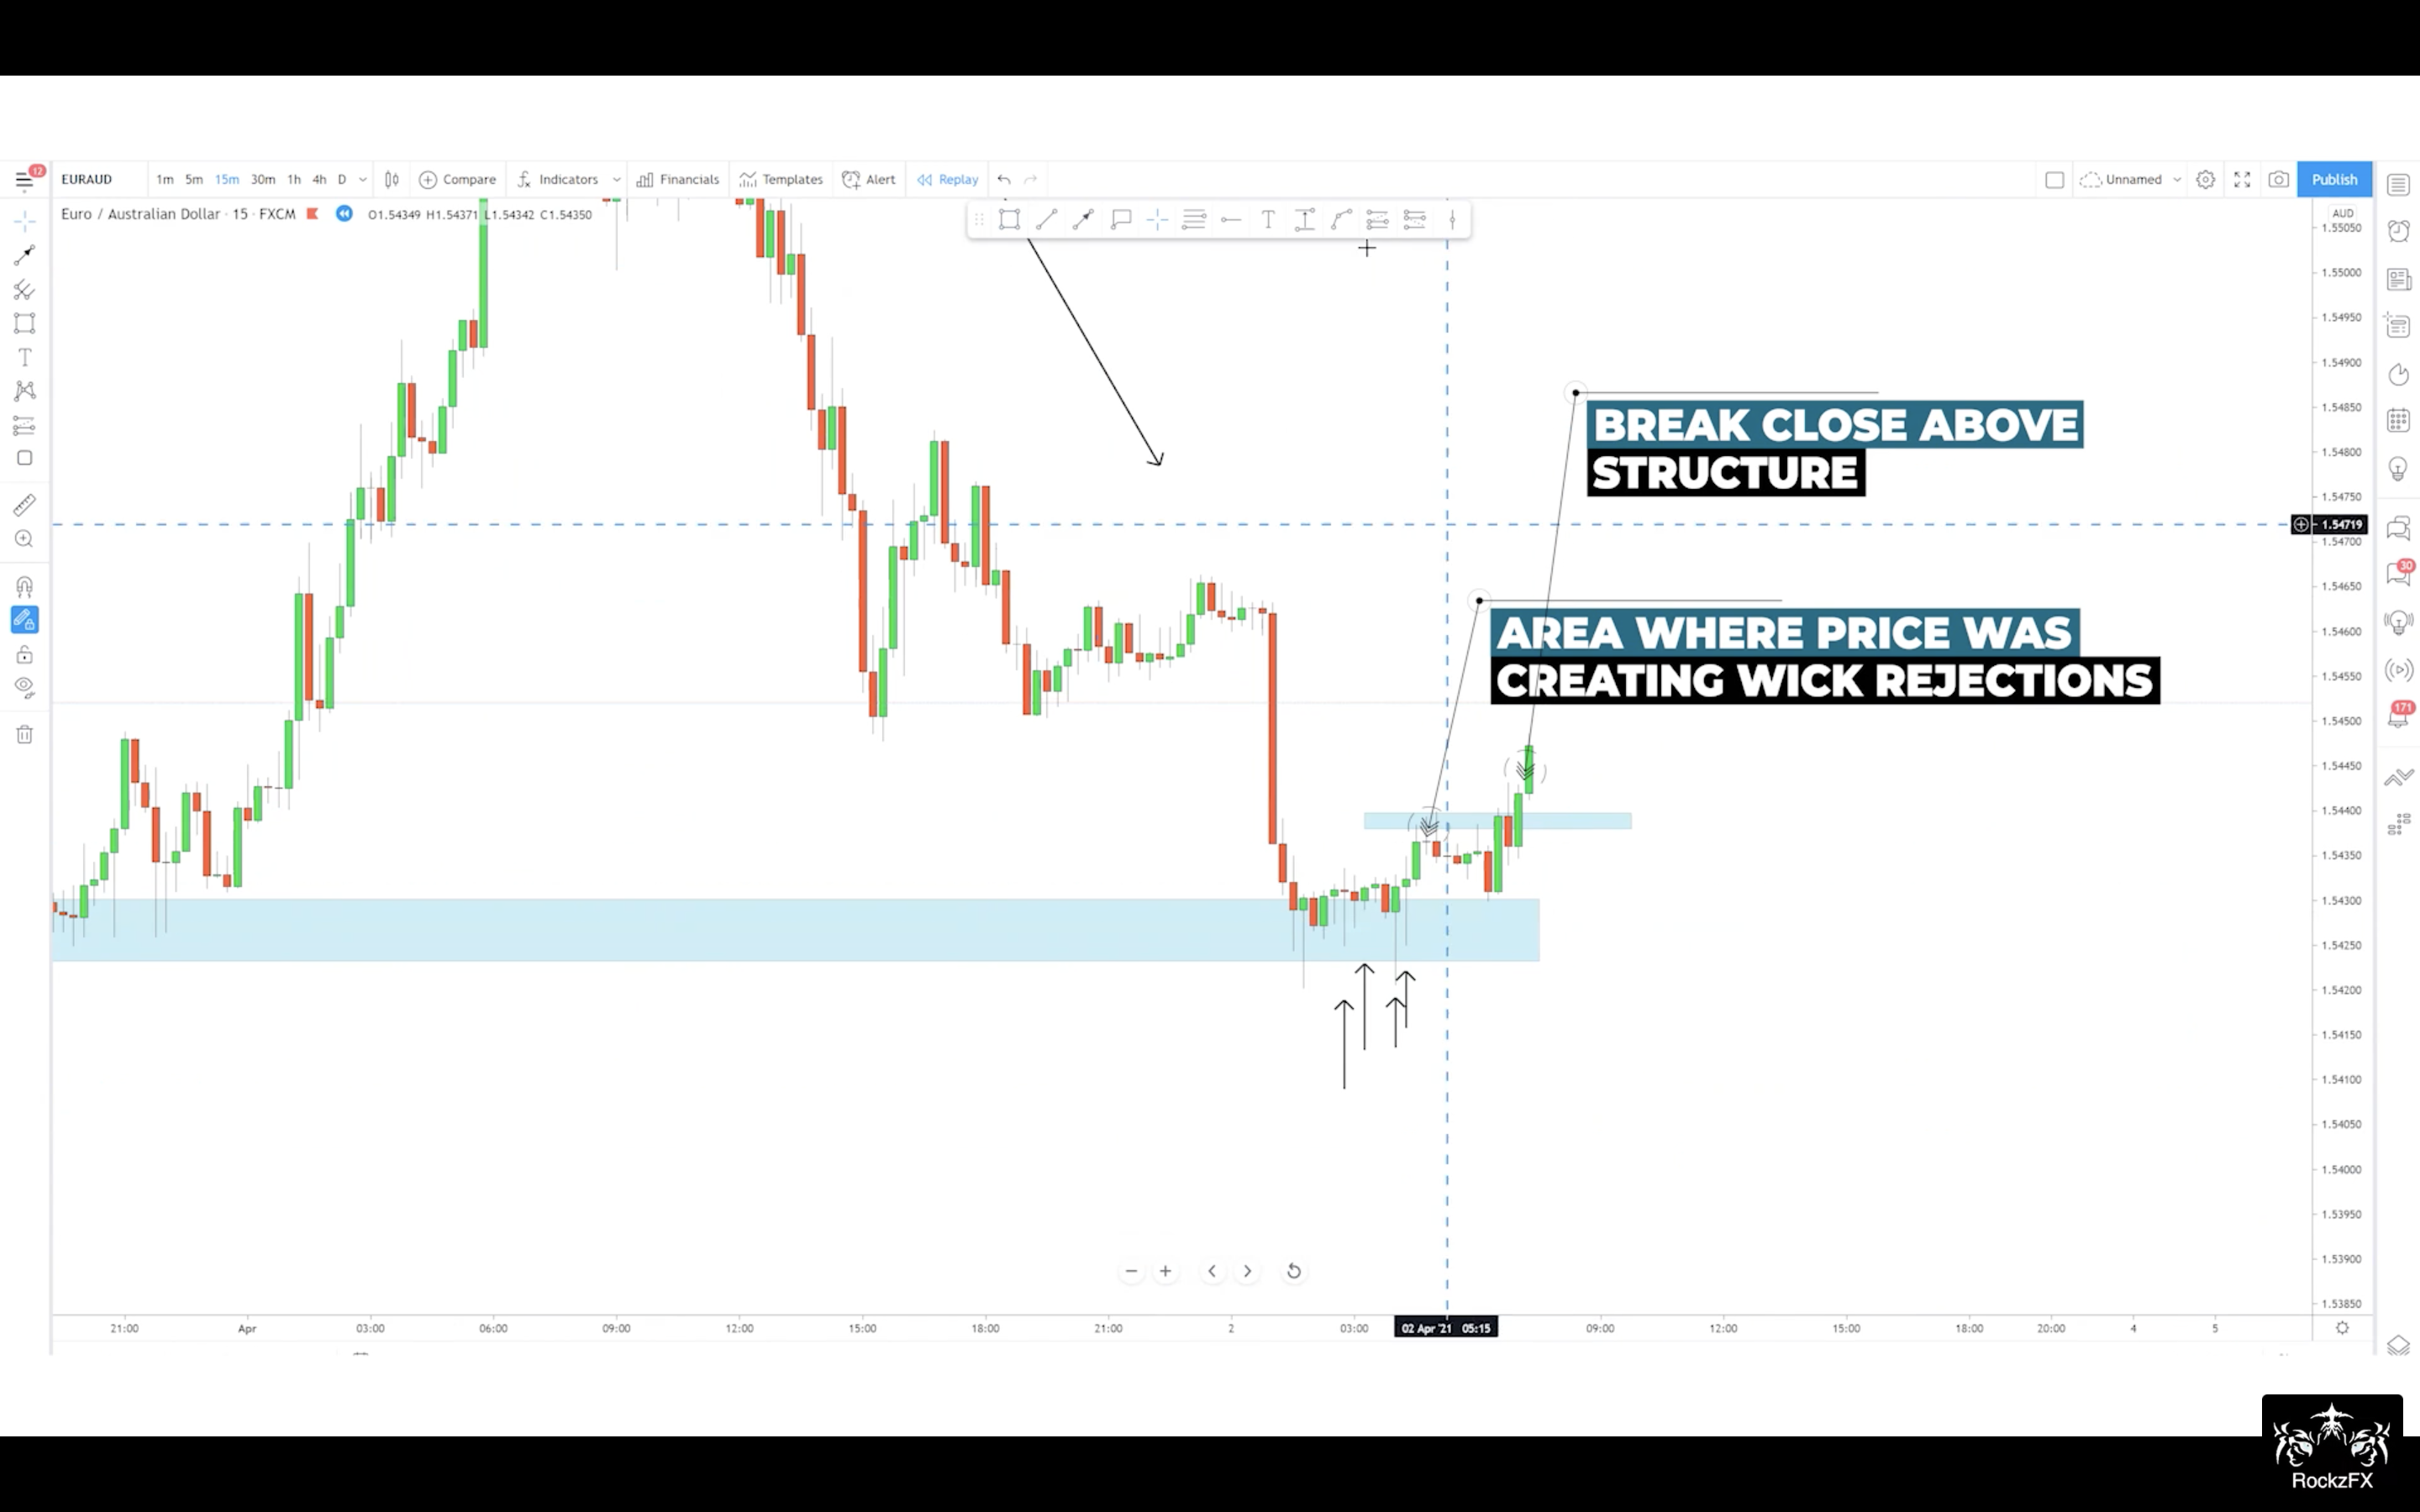 12
EURAUD
1m 5m 15m 30m 1h 4h D
Compare
Indicators
Financials
Templates
Alert
Replay
Unnamed
Publish
Euro / Australian Dollar · 15 · FXCM
O1.54349 H1.54371 L1.54342 C1.54350
AUD
1.55050
1.55000
1.54950
1.54900
1.54850
1.54800
1.54750
1.54719
1.54700
1.54650
1.54600
1.54550
1.54500
1.54450
1.54400
1.54350
1.54300
1.54250
1.54200
1.54150
1.54100
1.54050
1.54000
1.53950
1.53900
1.53850
BREAK CLOSE ABOVE
STRUCTURE
AREA WHERE PRICE WAS
CREATING WICK REJECTIONS
30
171
21:00 Apr 03:00 06:00 09:00 12:00 15:00 18:00 21:00 2 03:00 02 Apr '21 05:15 09:00 12:00 15:00 18:00 20:00 4 5
RockzFX